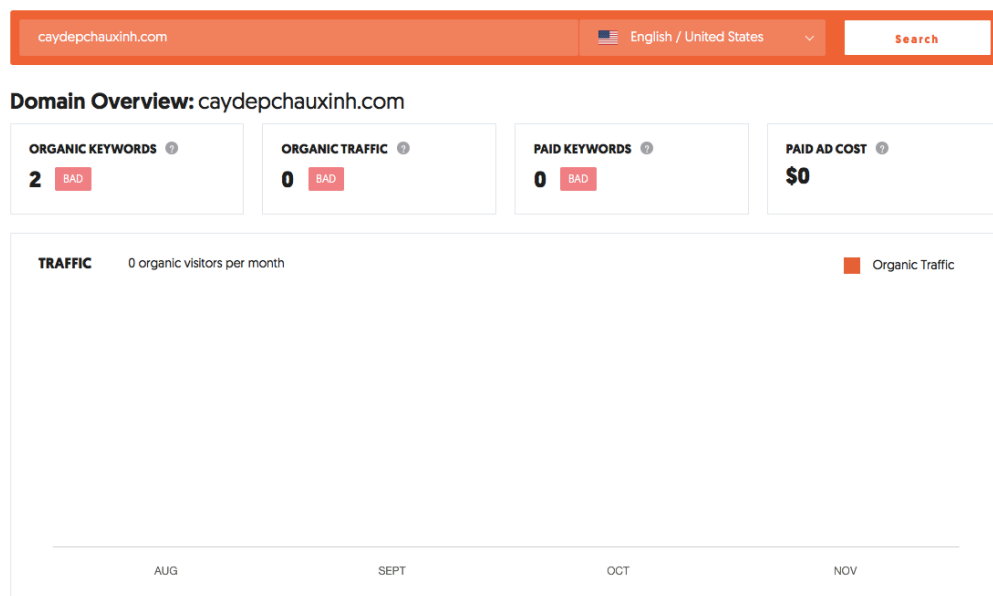 caydepchauxinh.com English / United States Search
Domain Overview: caydepchauxinh.com
ORGANIC KEYWORDS ? ORGANIC TRAFFIC ? PAID KEYWORDS ? PAID AD COST ?
2 BAD 0 BAD 0 BAD $0
TRAFFIC 0 organic visitors per month Organic Traffic
AUG SEPT OCT NOV